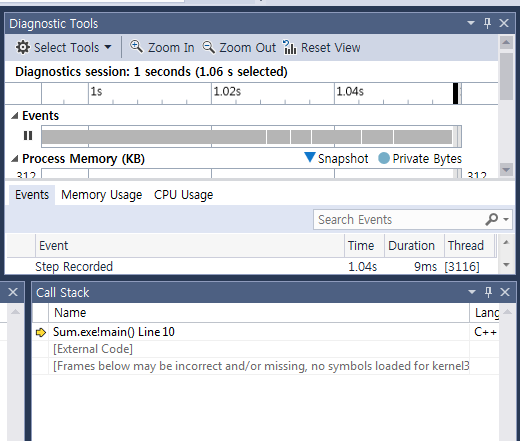 Diagnostic Tools
Select Tools Zoom In Zoom Out Reset View
Diagnostics session: 1 seconds (1.06 s selected)
1s 1.02s 1.04s
Events
Process Memory (KB) Snapshot Private Bytes
312 312
Events Memory Usage CPU Usage
Search Events
Event Time Duration Thread
Step Recorded 1.04s 9ms [3116]
Call Stack
Name Lang
Sum.exe!main() Line 10 C++
[External Code]
[Frames below may be incorrect and/or missing, no symbols loaded for kernel3